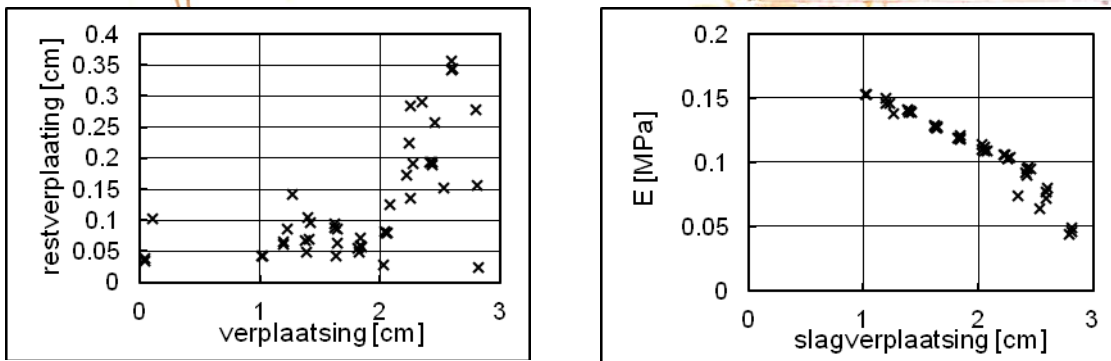 0.4
0.35
0.3
0.25
0.2
0.15
0.1
0.05
0
restverplaating [cm]
0 1 2 3
verplaatsing [cm]
0.2
0.15
0.1
0.05
0
E [MPa]
0 1 2 3
slagverplaatsing [cm]